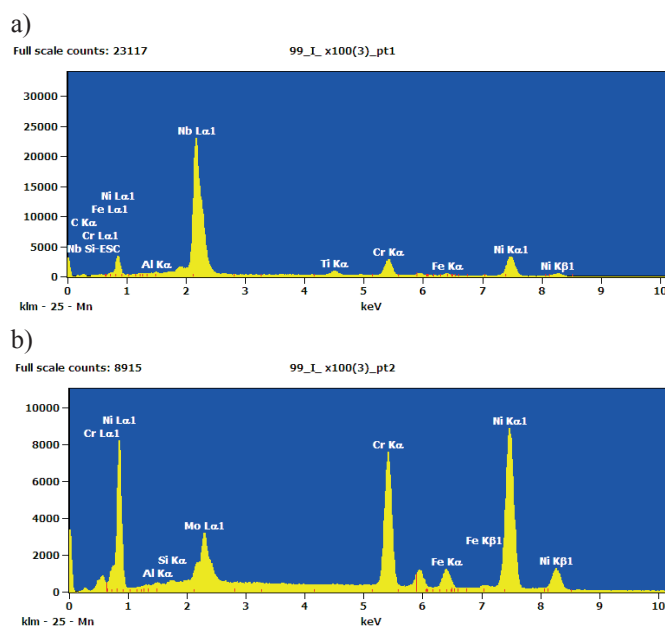 a)
Full scale counts: 23117 99_I_ x100(3)_pt1
30000
25000
20000
15000
10000
5000
0
Nb Lα1
Ni Lα1
Fe Lα1
C Kα
Cr Lα1
Nb Si-ESC
Al Kα
Ti Kα
Cr Kα
Fe Kα
Ni Kα1
Ni Kβ1
0 1 2 3 4 5 6 7 8 9 10
klm - 25 - Mn keV
b)
Full scale counts: 8915 99_I_ x100(3)_pt2
10000
8000
6000
4000
2000
0
Ni Lα1
Cr Lα1
Mo Lα1
Si Kα
Al Kα
Cr Kα
Fe Kα
Fe Kβ1
Ni Kα1
Ni Kβ1
0 1 2 3 4 5 6 7 8 9 10
klm - 25 - Mn keV